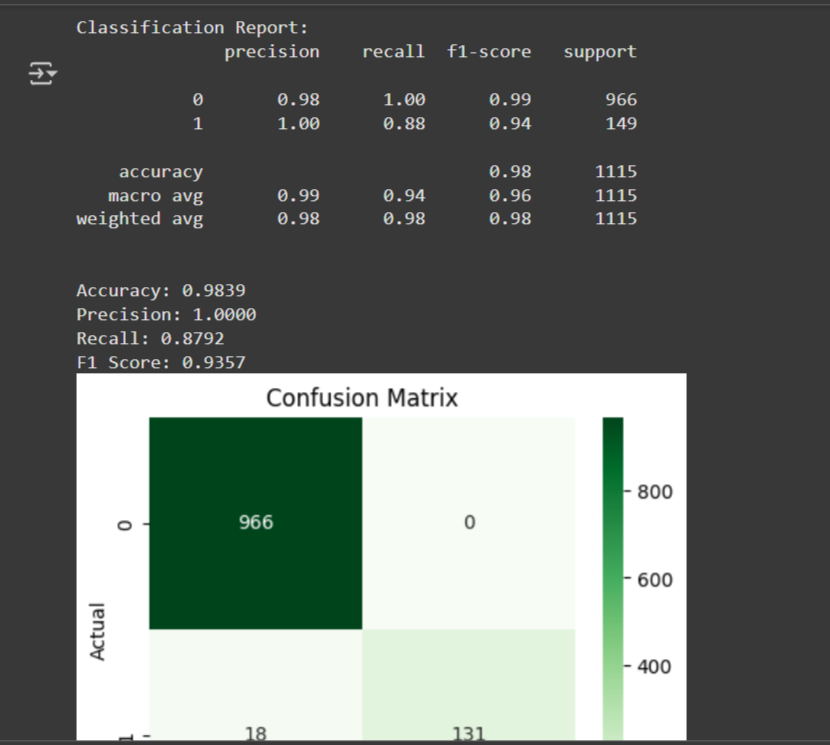 Classification Report:
precision recall f1-score support
0 0.98 1.00 0.99 966
1 1.00 0.88 0.94 149
accuracy 0.98 1115
macro avg 0.99 0.94 0.96 1115
weighted avg 0.98 0.98 0.98 1115
Accuracy: 0.9839
Precision: 1.0000
Recall: 0.8792
F1 Score: 0.9357
Confusion Matrix
800
0 966 0
600
Actual
400
1 18 131